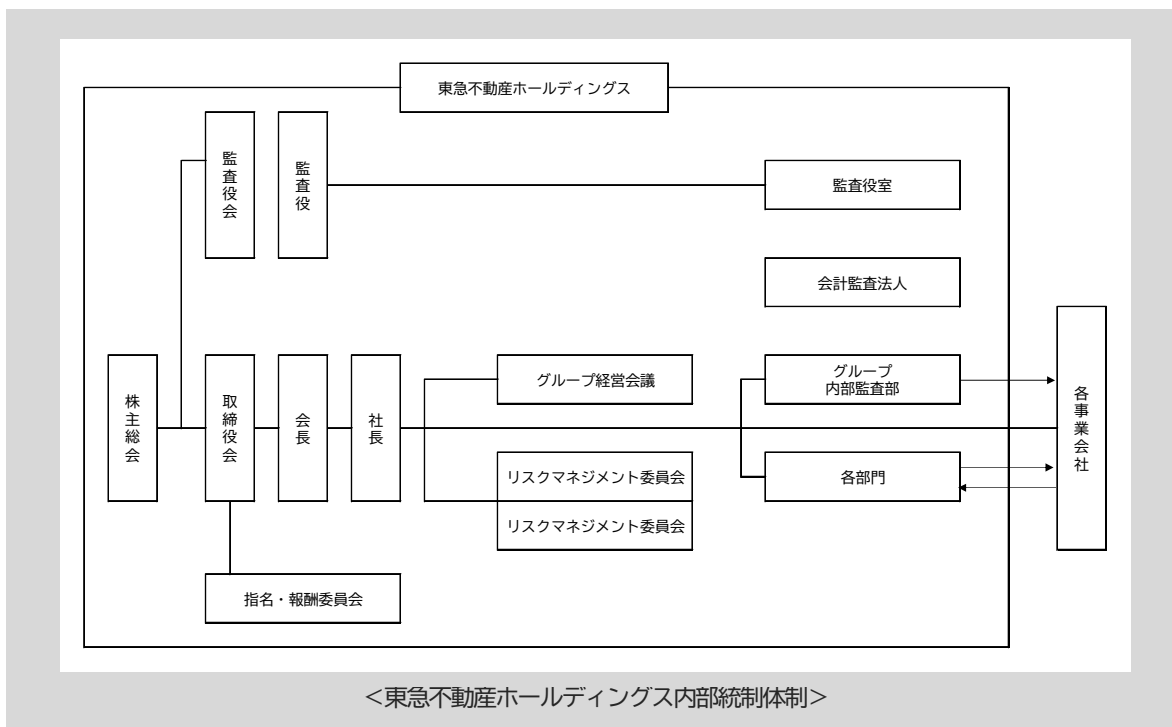 東急不動産ホールディングス
監査役会
監査役
監査役室
会計監査法人
株主総会
取締役会
会長
社長
グループ経営会議
グループ
内部監査部
リスクマネジメント委員会
各部門
リスクマネジメント委員会
各事業会社
指名・報酬委員会
<東急不動産ホールディングス内部統制体制>